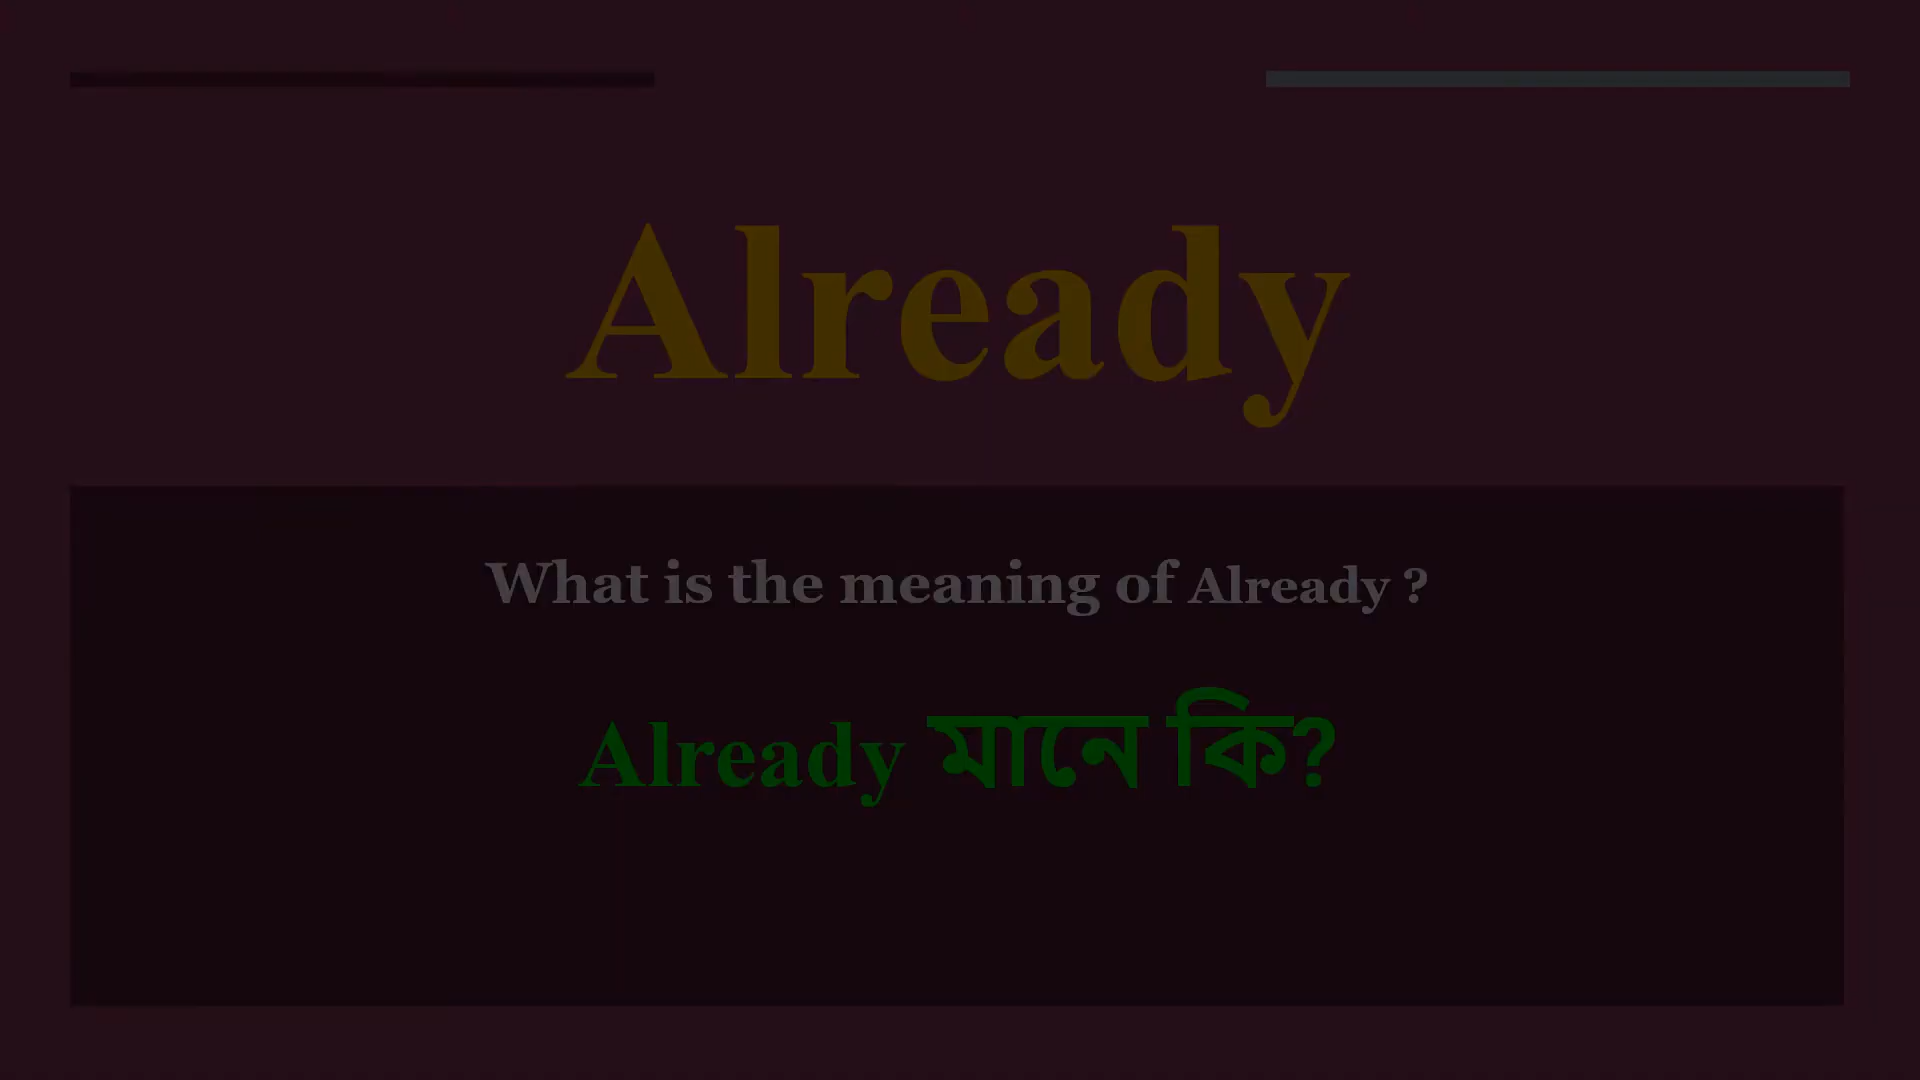 Already
What is the meaning of Already ?
Already মানে কি?